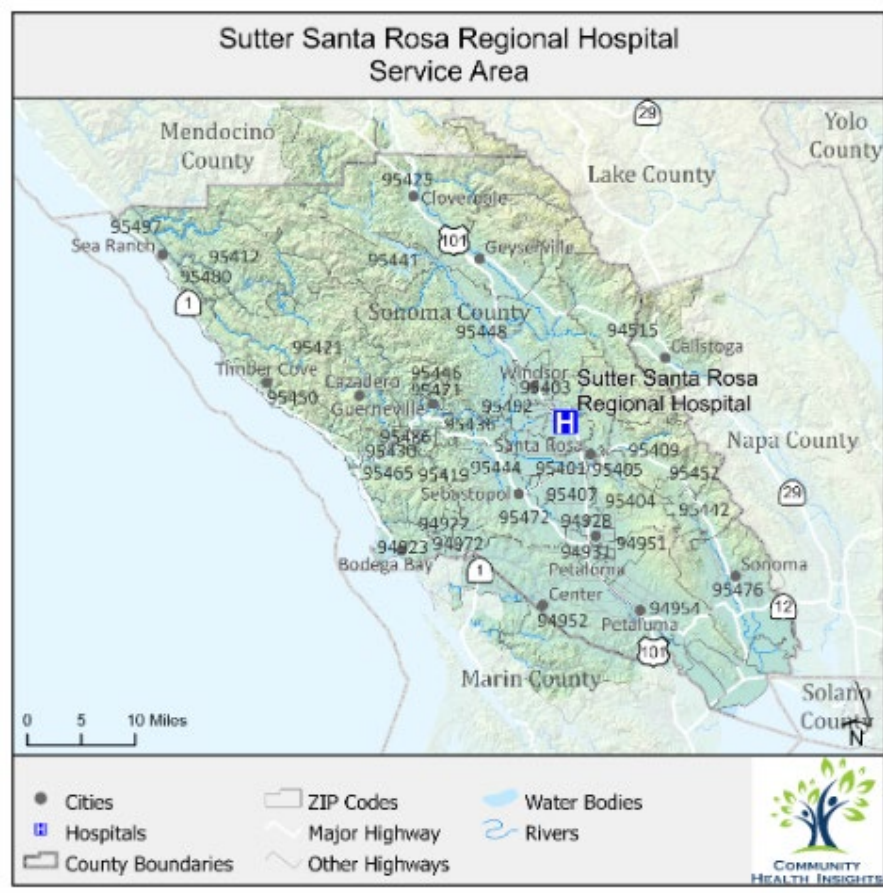 Sutter Santa Rosa Regional Hospital
Service Area
29
Mendocino
County
Yolo
County
Lake County
95425
Cloverdale
95497
Sea Ranch
95412
95480
101
Geyserville
95441
1
Sonoma County
95448
94515
Calistoga
95421
Timber Cove
95450
Cazadero
95446
95471
Guerneville
Windsor
95403
95492
95436
Sutter Santa Rosa
Regional Hospital
H
Napa County
95486
95430
Santa Rosa
95409
95465
95419
95444
95401
95405
95452
29
Sebastopol
95407
95404
95442
95472
94928
94931
94951
94972
94923
Bodega Bay
1
Petaluma
Center
94952
Sonoma
95476
12
94954
Petaluma
101
Marin County
Solano
County
0 5 10 Miles
N
Cities
Hospitals
County Boundaries
ZIP Codes
Major Highway
Other Highways
Water Bodies
Rivers
COMMUNITY
HEALTH INSIGHTS